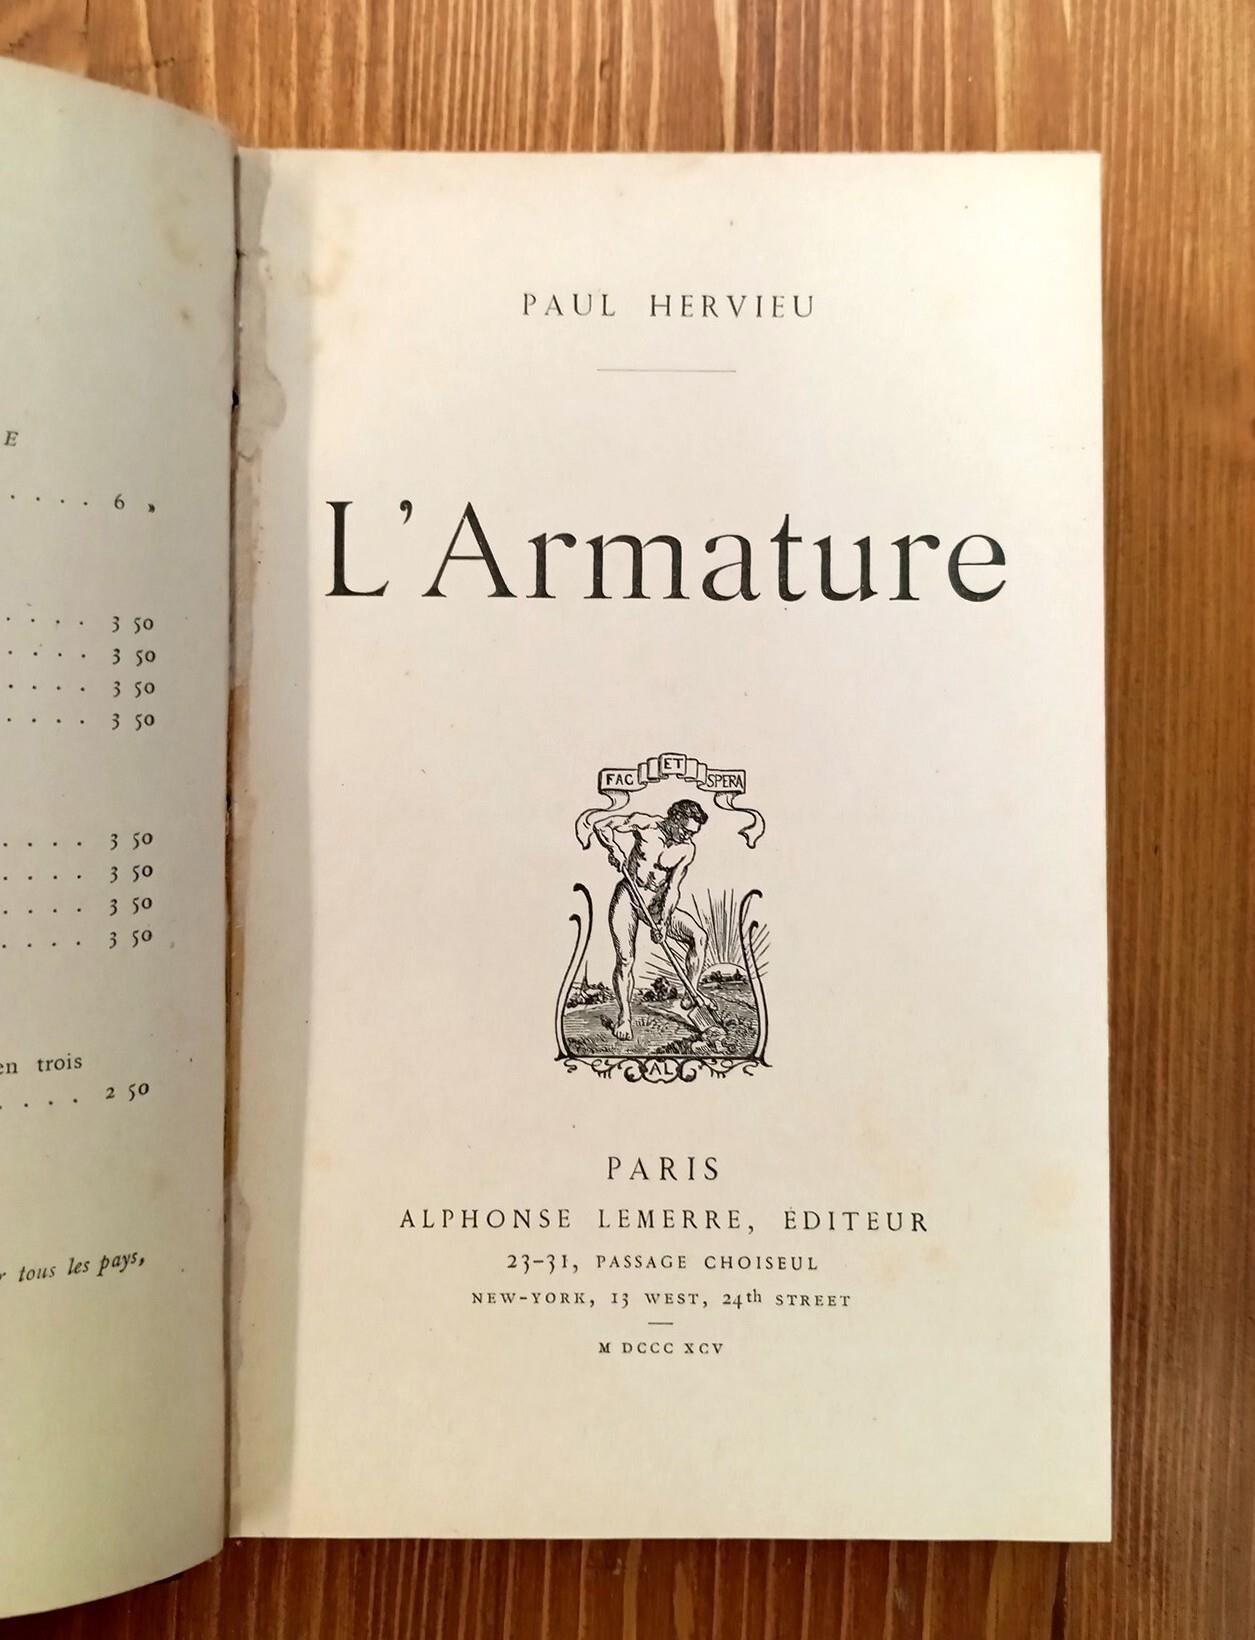 E
. . . . 6 »
. . . . 3 50
. . . . 3 50
. . . . 3 50
. . . . 3 50
. . . . 3 50
. . . . 3 50
. . . . 3 50
. . . . 3 50
en trois
. . . . 2 50
r tous les pays,
PAUL HERVIEU
L'Armature
FAC ET SPERA
AL
PARIS
ALPHONSE LEMERRE, ÉDITEUR
23-31, PASSAGE CHOISEUL
NEW-YORK, 13 WEST, 24th STREET
M DCCC XCV